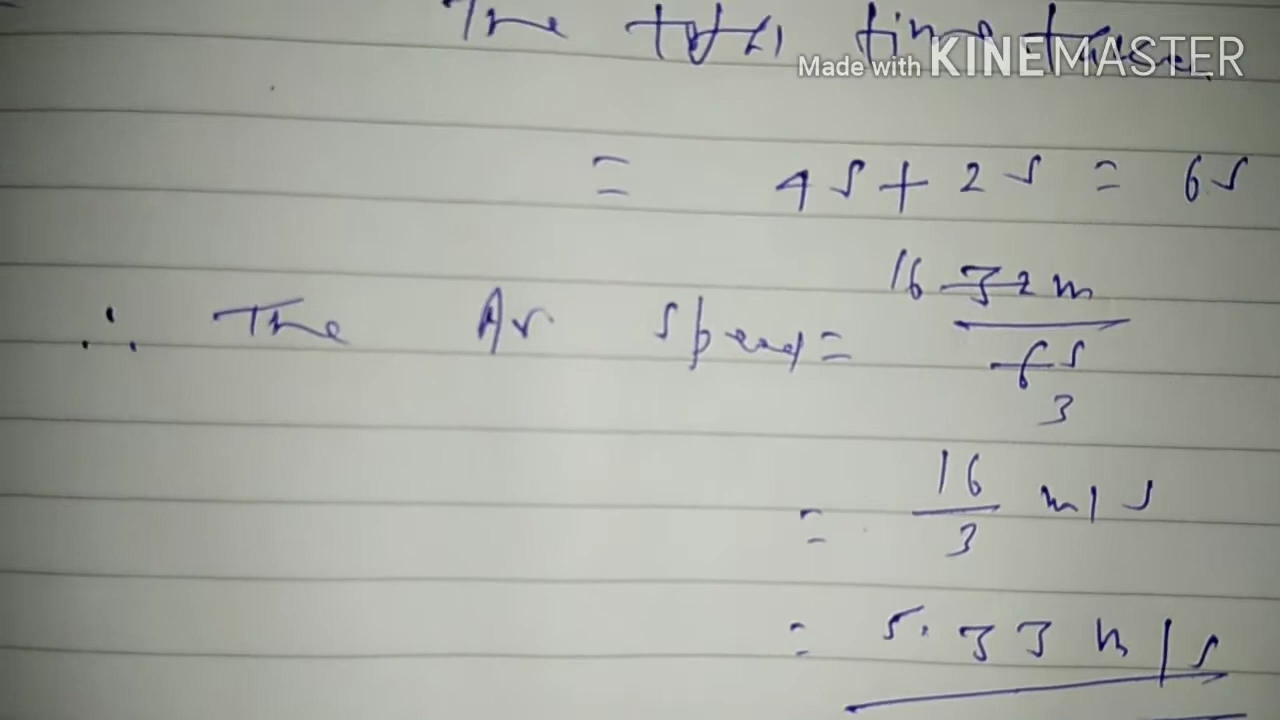 The total time taken
Made with KINEMASTER
= 4s + 2s = 6s
∴ The Av speed = 16 32m / 6s 3
= 16/3 m/s
= 5.33 m/s